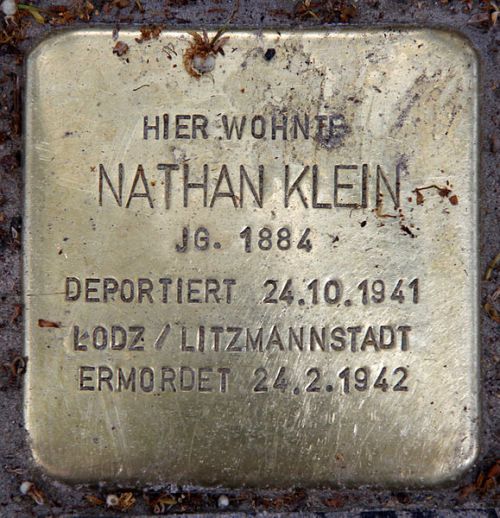 HIER WOHNTE
NATHAN KLEIN
JG. 1884
DEPORTIERT 24.10.1941
ŁODZ / LITZMANNSTADT
ERMORDET 24.2.1942